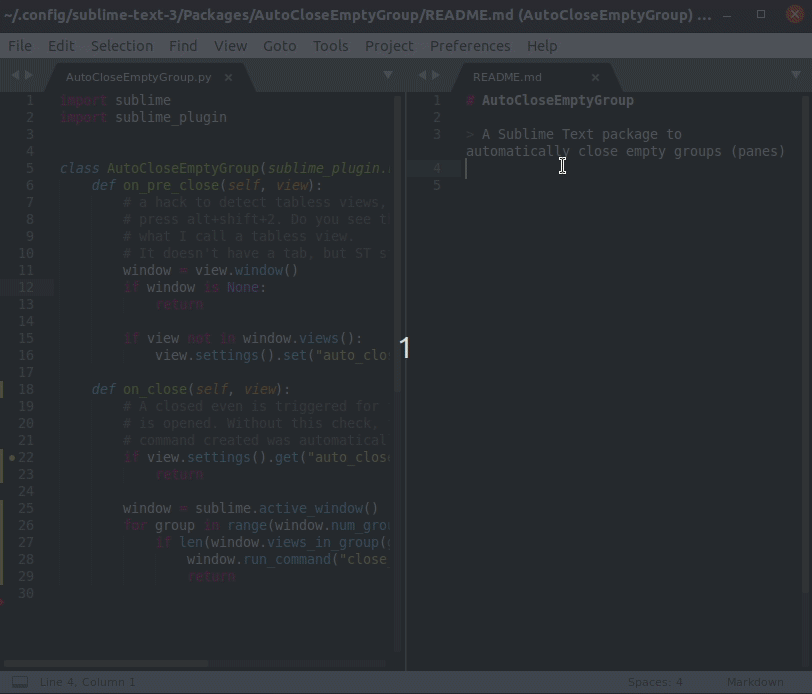 ~/.config/sublime-text-3/Packages/AutoCloseEmptyGroup/README.md (AutoCloseEmptyGroup) ...
File Edit Selection Find View Goto Tools Project Preferences Help
AutoCloseEmptyGroup.py ×
1 import sublime
2 import sublime_plugin
3
4
5 class AutoCloseEmptyGroup(sublime_plugin.
6 def on_pre_close(self, view):
7 # a hack to detect tabless views.
8 # press alt+shift+2. Do you see t
9 # what I call a tabless view.
10 # It doesn't have a tab, but ST s
11 window = view.window()
12 if window is None:
13 return
14
15 if view not in window.views():
16 view.settings().set("auto_clo
17
18 def on_close(self, view):
19 # A closed even is triggered for
20 # is opened. Without this check,
21 # command created was automatical
22 if view.settings().get("auto_close
23 return
24
25 window = sublime.active_window()
26 for group in range(window.num_gro
27 if len(window.views_in_group(
28 window.run_command("close_
29 return
30
README.md ×
1 # AutoCloseEmptyGroup
2
3 > A Sublime Text package to
automatically close empty groups (panes)
4
5
1
Line 4, Column 1
Spaces: 4 Markdown